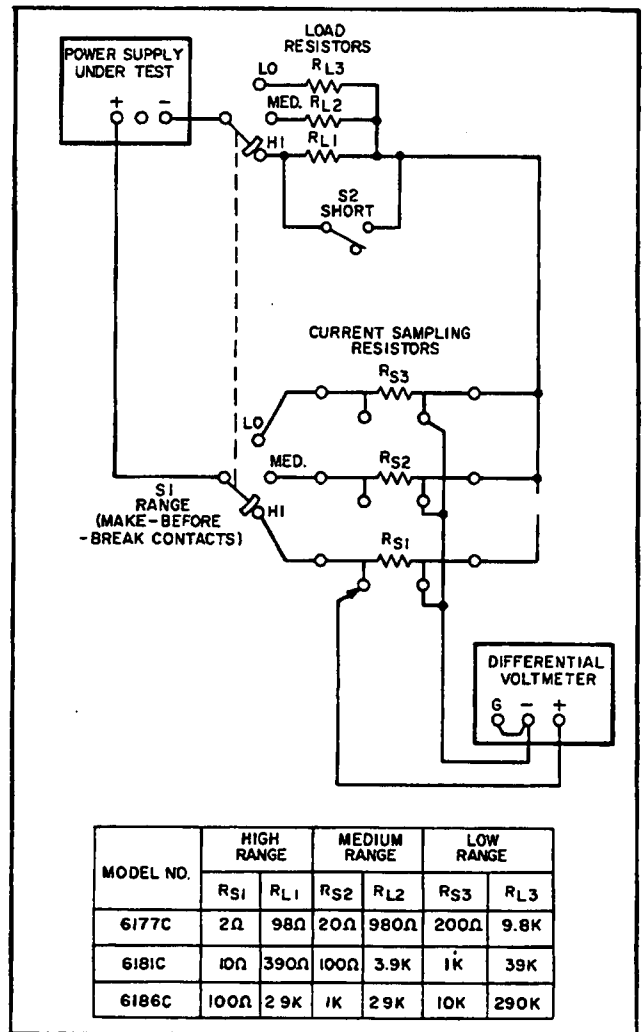 POWER SUPPLY
UNDER TEST
+ -
LOAD
RESISTORS
LO RL3
MED. RL2
HI RL1
S2
SHORT
CURRENT SAMPLING
RESISTORS
RS3
LO
MED. RS2
S1
RANGE
(MAKE-BEFORE
-BREAK CONTACTS)
HI
RS1
DIFFERENTIAL
VOLTMETER
G - +
MODEL NO. HIGH RANGE MEDIUM RANGE LOW RANGE
RS1 RL1 RS2 RL2 RS3 RL3
6177C 2Ω 98Ω 20Ω 980Ω 200Ω 9.8K
6181C 10Ω 390Ω 100Ω 3.9K 1K 39K
6186C 100Ω 2.9K 1K 29K 10K 290K